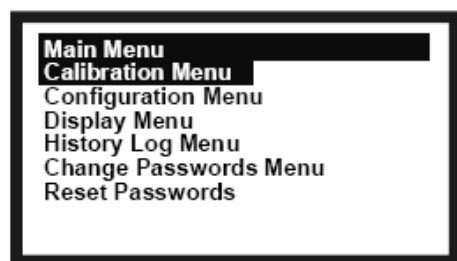 Main Menu
Calibration Menu
Configuration Menu
Display Menu
History Log Menu
Change Passwords Menu
Reset Passwords